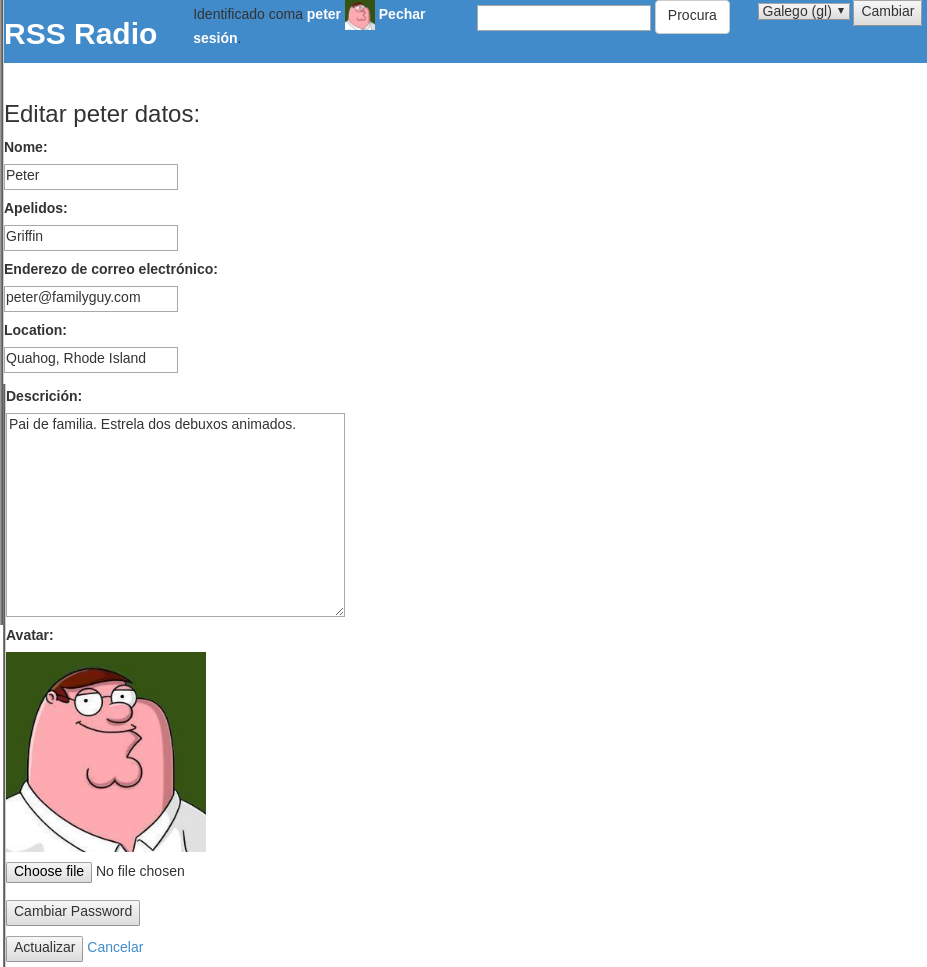 RSS Radio
Identificado coma peter Pechar
sesión.
Procura
Galego (gl) ▼
Cambiar
Editar peter datos:
Nome:
Peter
Apelidos:
Griffin
Enderezo de correo electrónico:
peter@familyguy.com
Location:
Quahog, Rhode Island
Descrición:
Pai de familia. Estrela dos debuxos animados.
Avatar:
Choose file No file chosen
Cambiar Password
Actualizar Cancelar